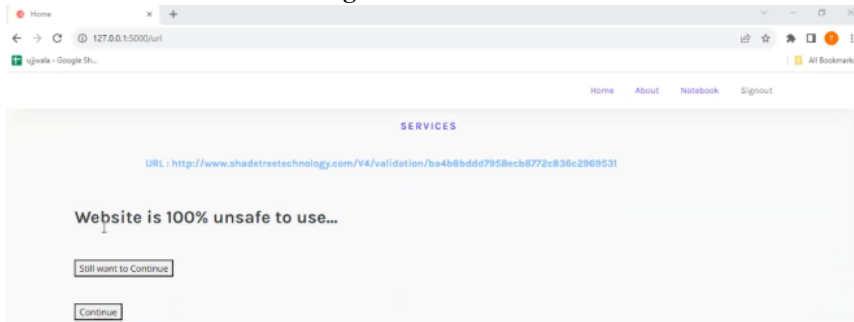 Home
127.0.0.1:5000/url
ujjwala - Google Sh...
All Bookmarks
Home About Notebook Signout
SERVICES
URL : http://www.shadetreetechnology.com/V4/validation/ba4b8bddd7958ecb8772c836c2969531
Website is 100% unsafe to use...
Still want to Continue
Continue